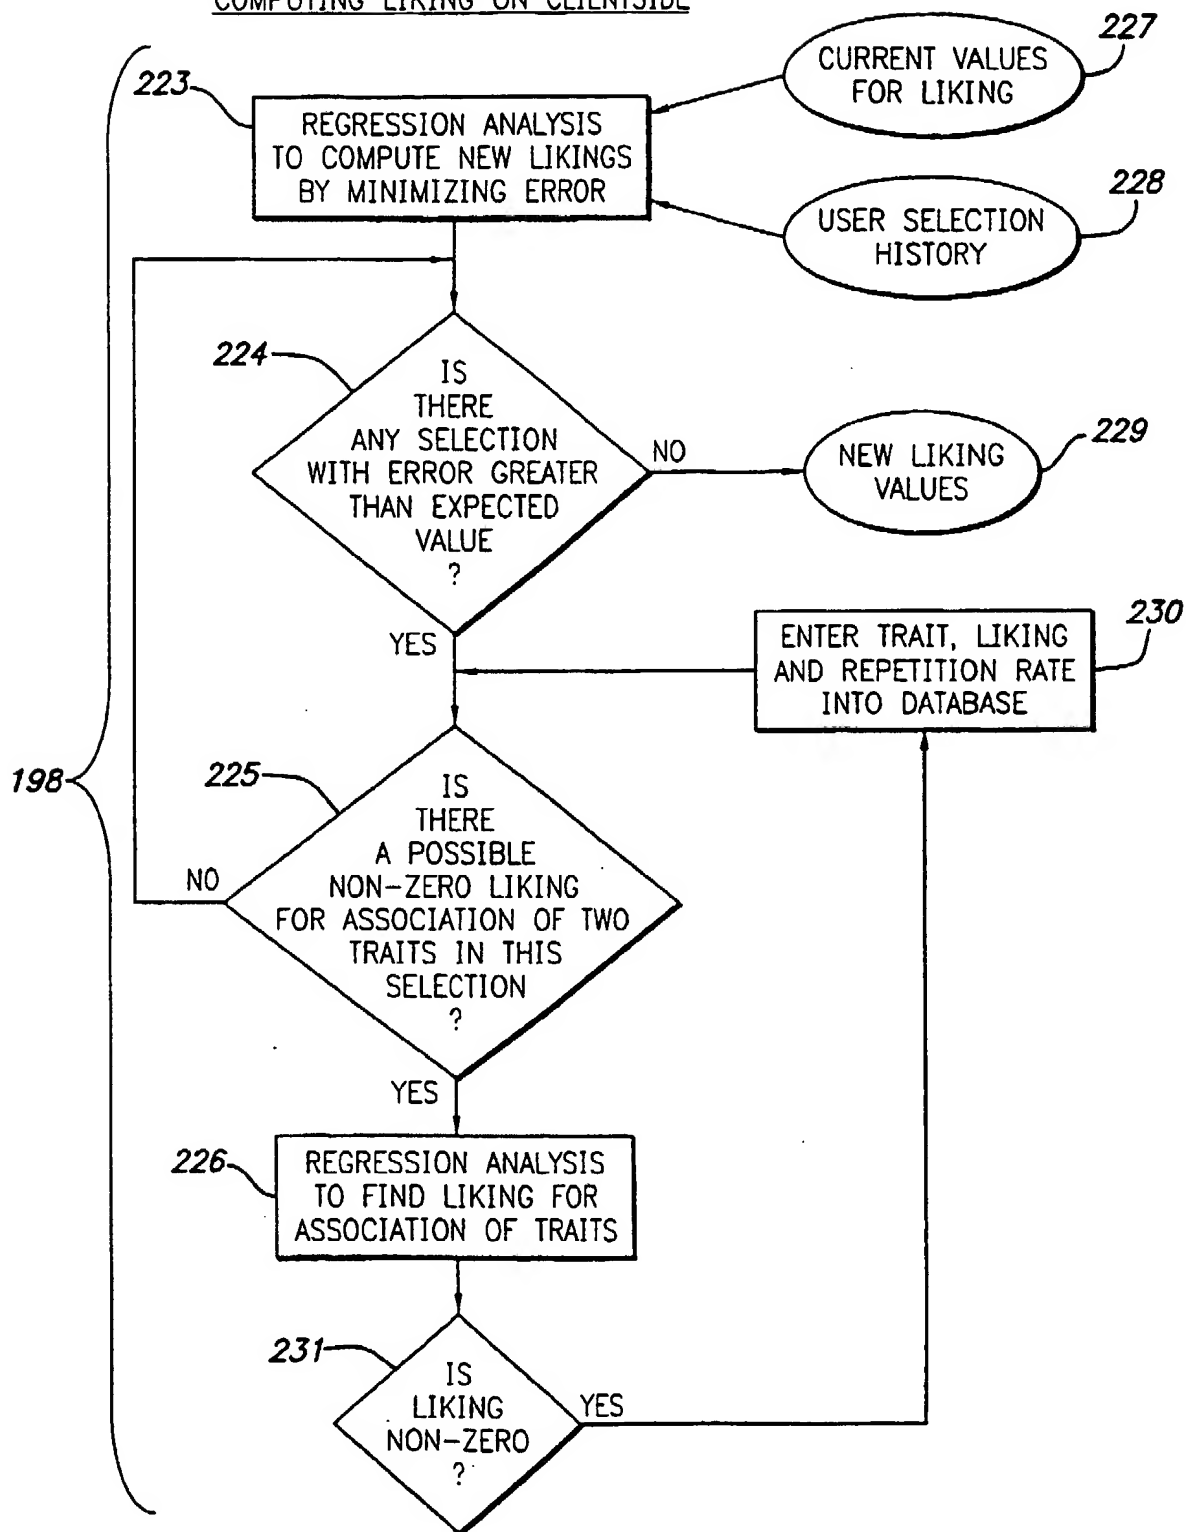 COMPUTING LIKING ON CLIENTSIDE
227
CURRENT VALUES
FOR LIKING
223
REGRESSION ANALYSIS
TO COMPUTE NEW LIKINGS
BY MINIMIZING ERROR
228
USER SELECTION
HISTORY
224
IS
THERE
ANY SELECTION
WITH ERROR GREATER
THAN EXPECTED
VALUE
?
NO
229
NEW LIKING
VALUES
YES
230
ENTER TRAIT, LIKING
AND REPETITION RATE
INTO DATABASE
198
225
IS
THERE
A POSSIBLE
NON-ZERO LIKING
FOR ASSOCIATION OF TWO
TRAITS IN THIS
SELECTION
?
NO
YES
226
REGRESSION ANALYSIS
TO FIND LIKING FOR
ASSOCIATION OF TRAITS
231
IS
LIKING
NON-ZERO
?
YES